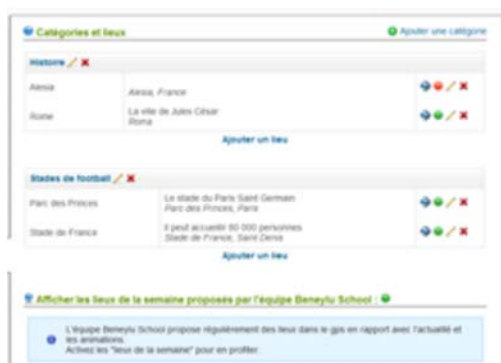 Catégories et lieux
Ajouter une catégorie
Histoire
Alesia
Alesia, France
Rome
La ville de Jules César
Roma
Ajouter un lieu
Stades de football
Parc des Princes
Le stade du Paris Saint Germain
Parc des Princes, Paris
Stade de France
Il peut accueillir 80 000 personnes
Stade de France, Saint Denis
Ajouter un lieu
Afficher les lieux de la semaine proposés par l'équipe Beneylu School :
L'équipe Beneylu School propose régulièrement des lieux dans le gps en rapport avec l'actualité et
les animations.
Activez les "lieux de la semaine" pour en profiter.